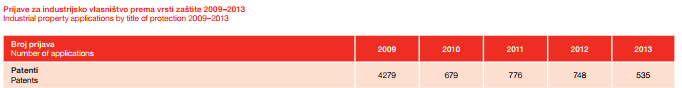 Prijave za industrijsko vlasništvo prema vrsti zaštite 2009–2013
Industrial property applications by title of protection 2009–2013
Broj prijava
Number of applications 2009 2010 2011 2012 2013
Patenti
Patents 4279 679 776 748 535